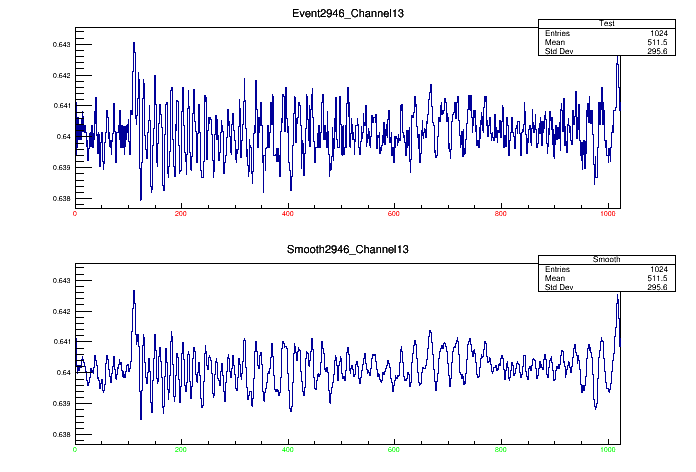 Event2946_Channel13
Test
Entries 1024
Mean 511.5
Std Dev 295.6
0.643
0.642
0.641
0.64
0.639
0.638
0 200 400 600 800 1000
Smooth2946_Channel13
Smooth
Entries 1024
Mean 511.5
Std Dev 295.6
0.643
0.642
0.641
0.64
0.639
0.638
0 200 400 600 800 1000